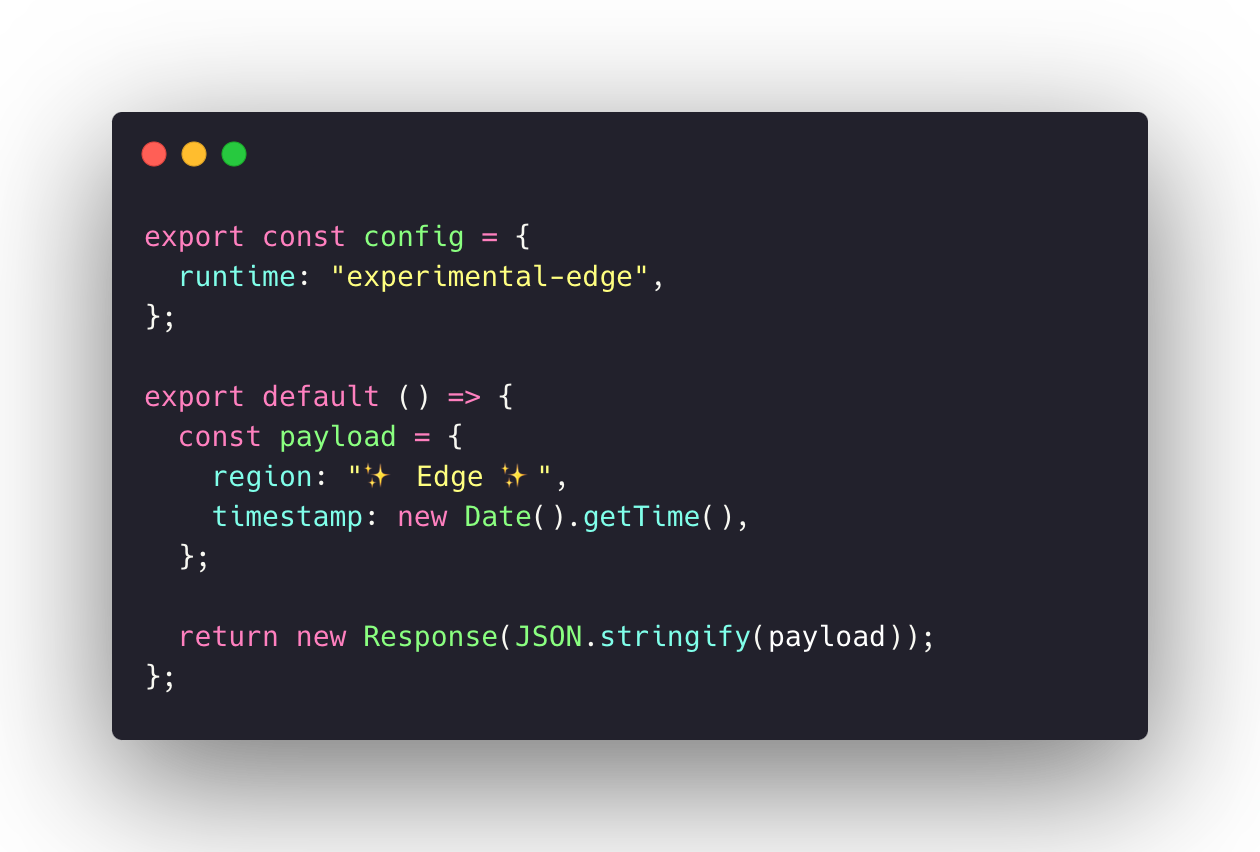 export const config = {
  runtime: "experimental-edge",
};

export default () => {
  const payload = {
    region: "✨ Edge ✨",
    timestamp: new Date().getTime(),
  };

  return new Response(JSON.stringify(payload));
};